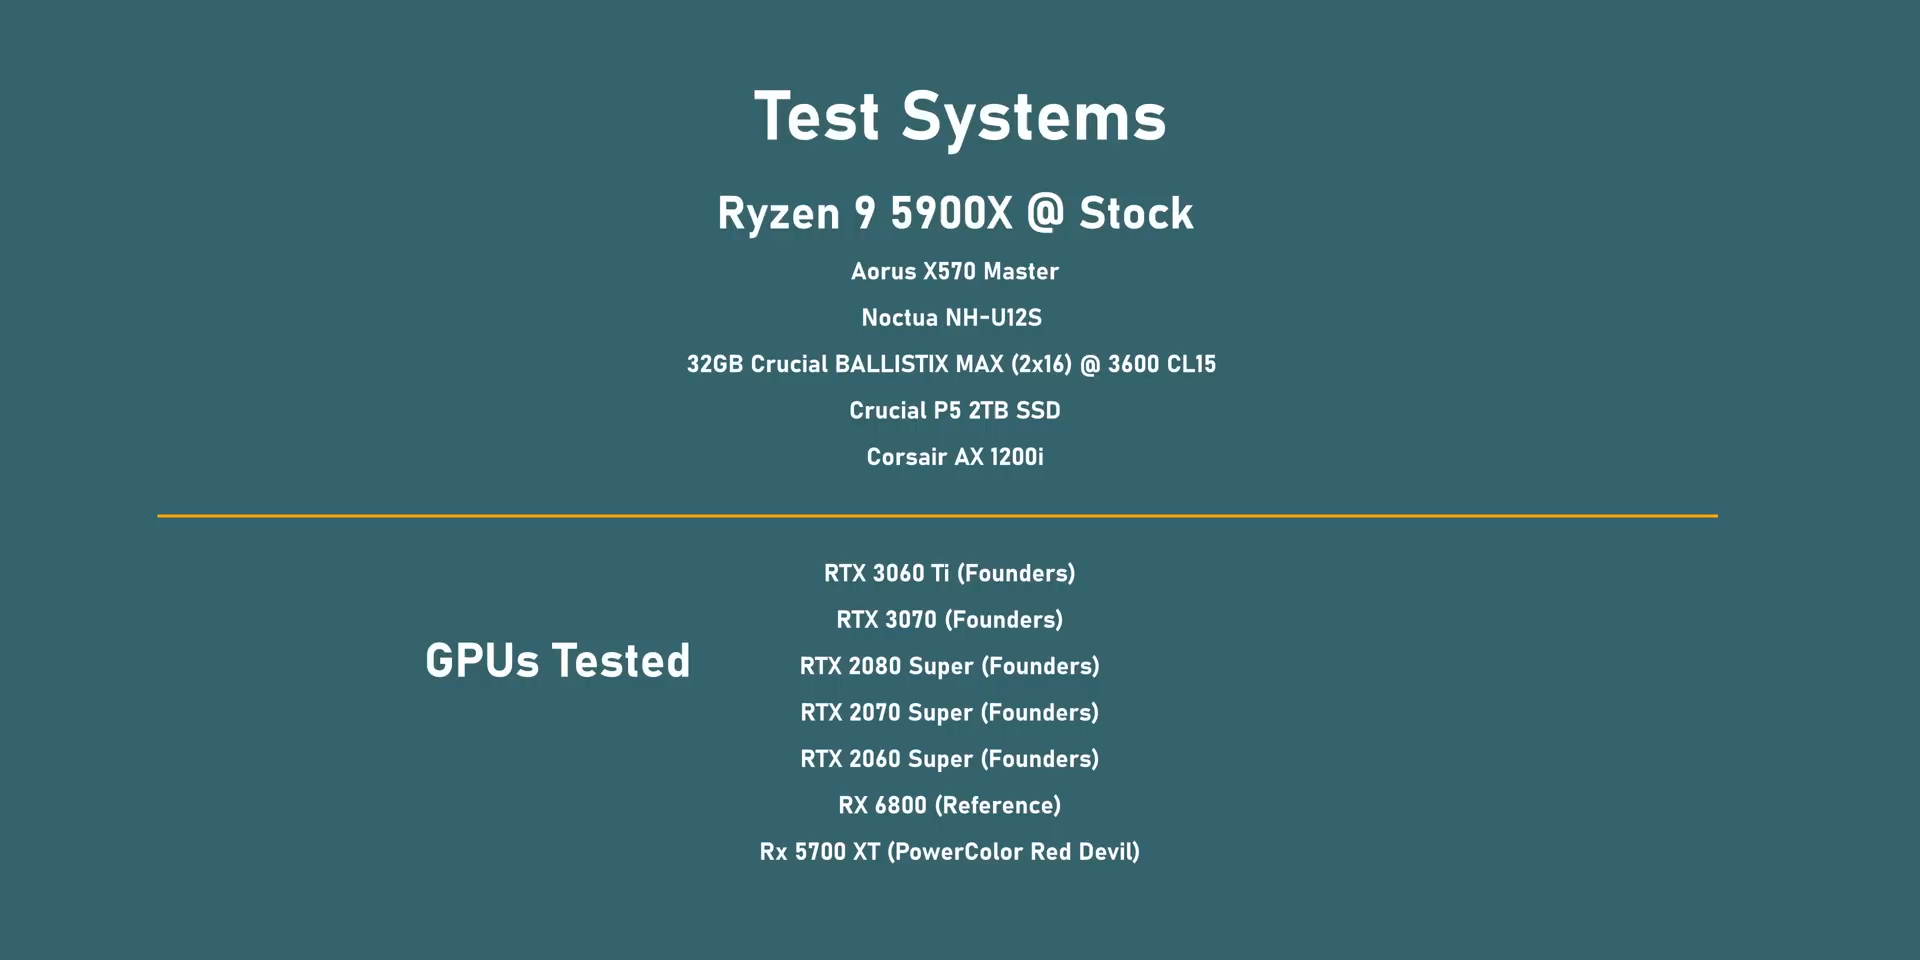 Test Systems
Ryzen 9 5900X @ Stock
Aorus X570 Master
Noctua NH-U12S
32GB Crucial BALLISTIX MAX (2x16) @ 3600 CL15
Crucial P5 2TB SSD
Corsair AX 1200i
GPUs Tested
RTX 3060 Ti (Founders)
RTX 3070 (Founders)
RTX 2080 Super (Founders)
RTX 2070 Super (Founders)
RTX 2060 Super (Founders)
RX 6800 (Reference)
Rx 5700 XT (PowerColor Red Devil)